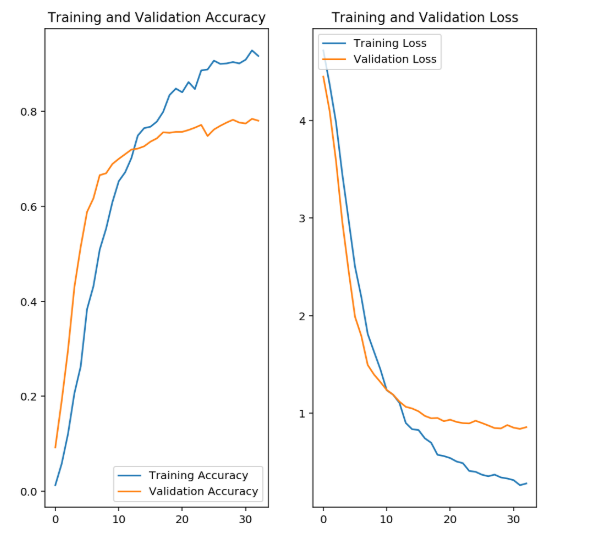 Training and Validation Accuracy
0.8
0.6
0.4
0.2
0.0
0 10 20 30
Training Accuracy
Validation Accuracy
Training and Validation Loss
Training Loss
Validation Loss
4
3
2
1
0 10 20 30